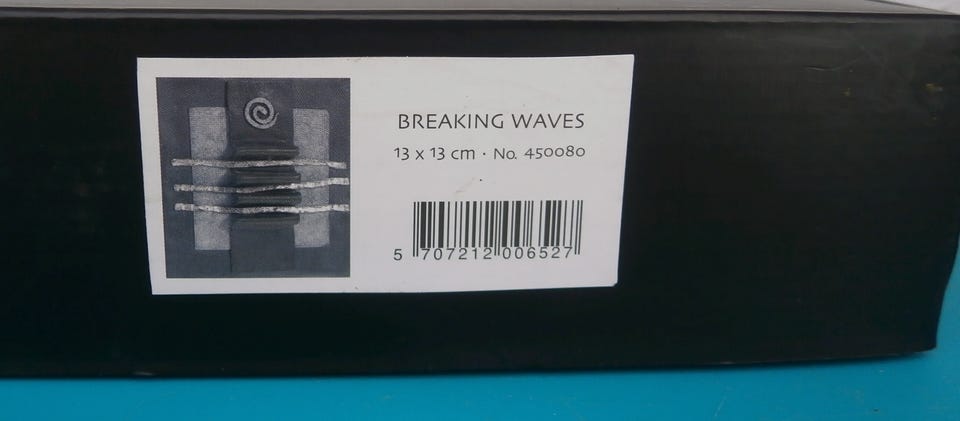 BREAKING WAVES
13 x 13 cm · No. 450080
5 707212 006527